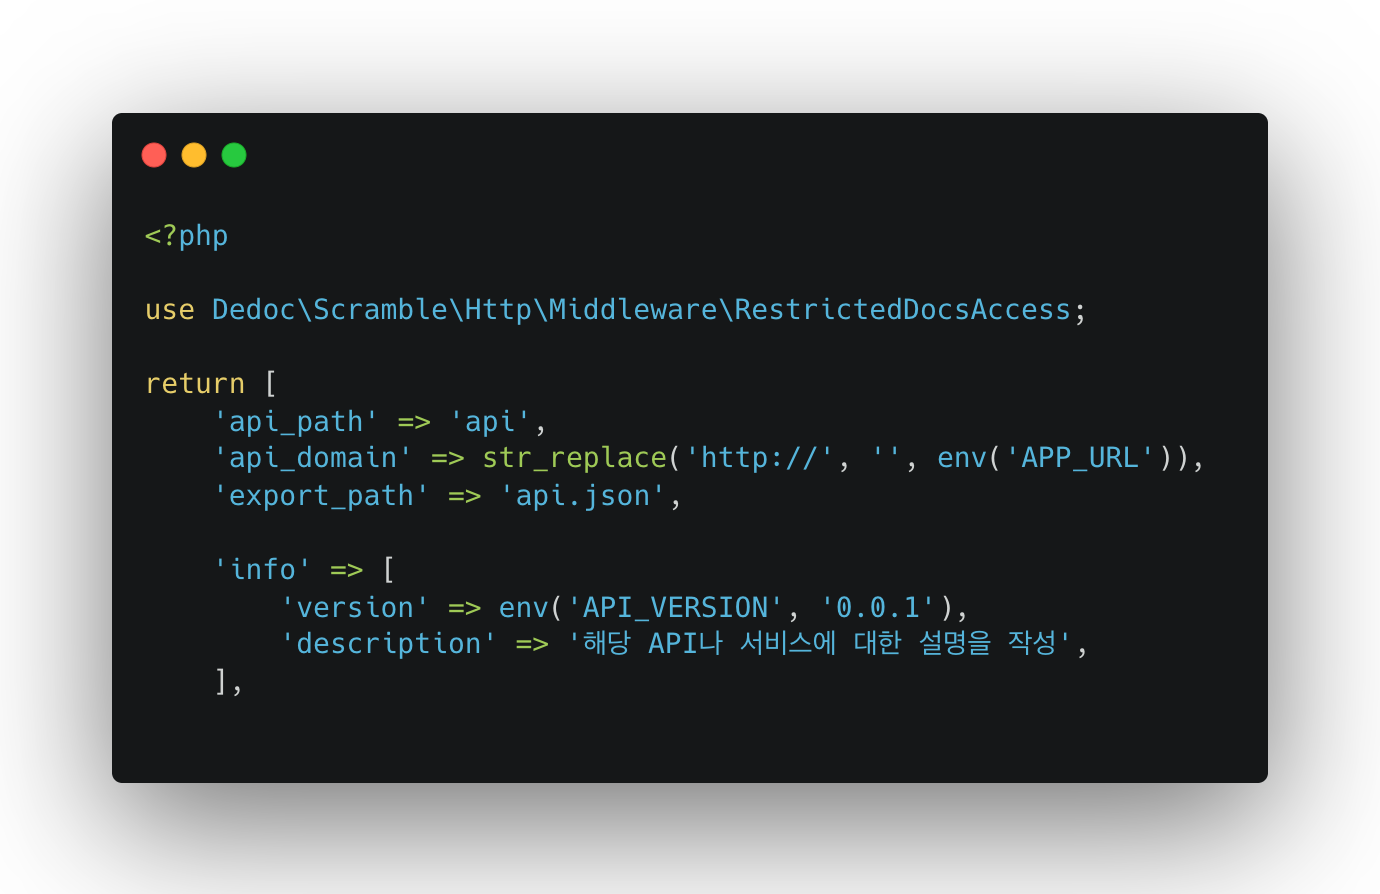 <?php
use Dedoc\Scramble\Http\Middleware\RestrictedDocsAccess;
return [
'api_path' => 'api',
'api_domain' => str_replace('http://', '', env('APP_URL')),
'export_path' => 'api.json',
'info' => [
'version' => env('API_VERSION', '0.0.1'),
'description' => '해당 API나 서비스에 대한 설명을 작성',
],